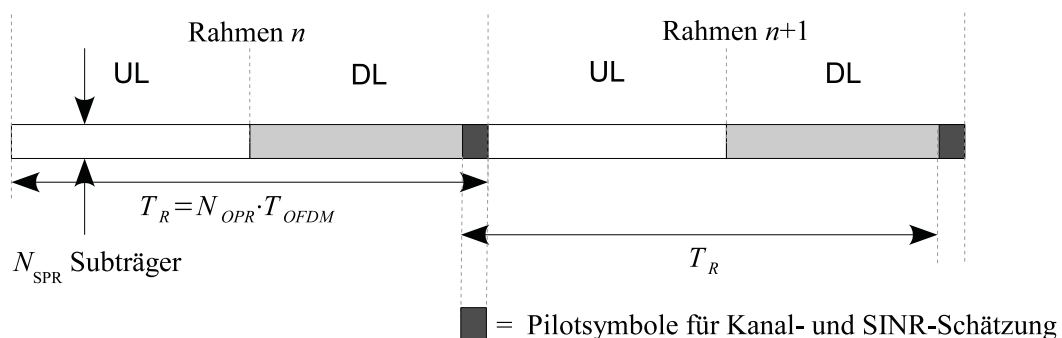 Rahmen n Rahmen n+1
UL DL UL DL
T_R=N_OPR·T_OFDM
T_R
N_SPR Subträger
= Pilotsymbole für Kanal- und SINR-Schätzung